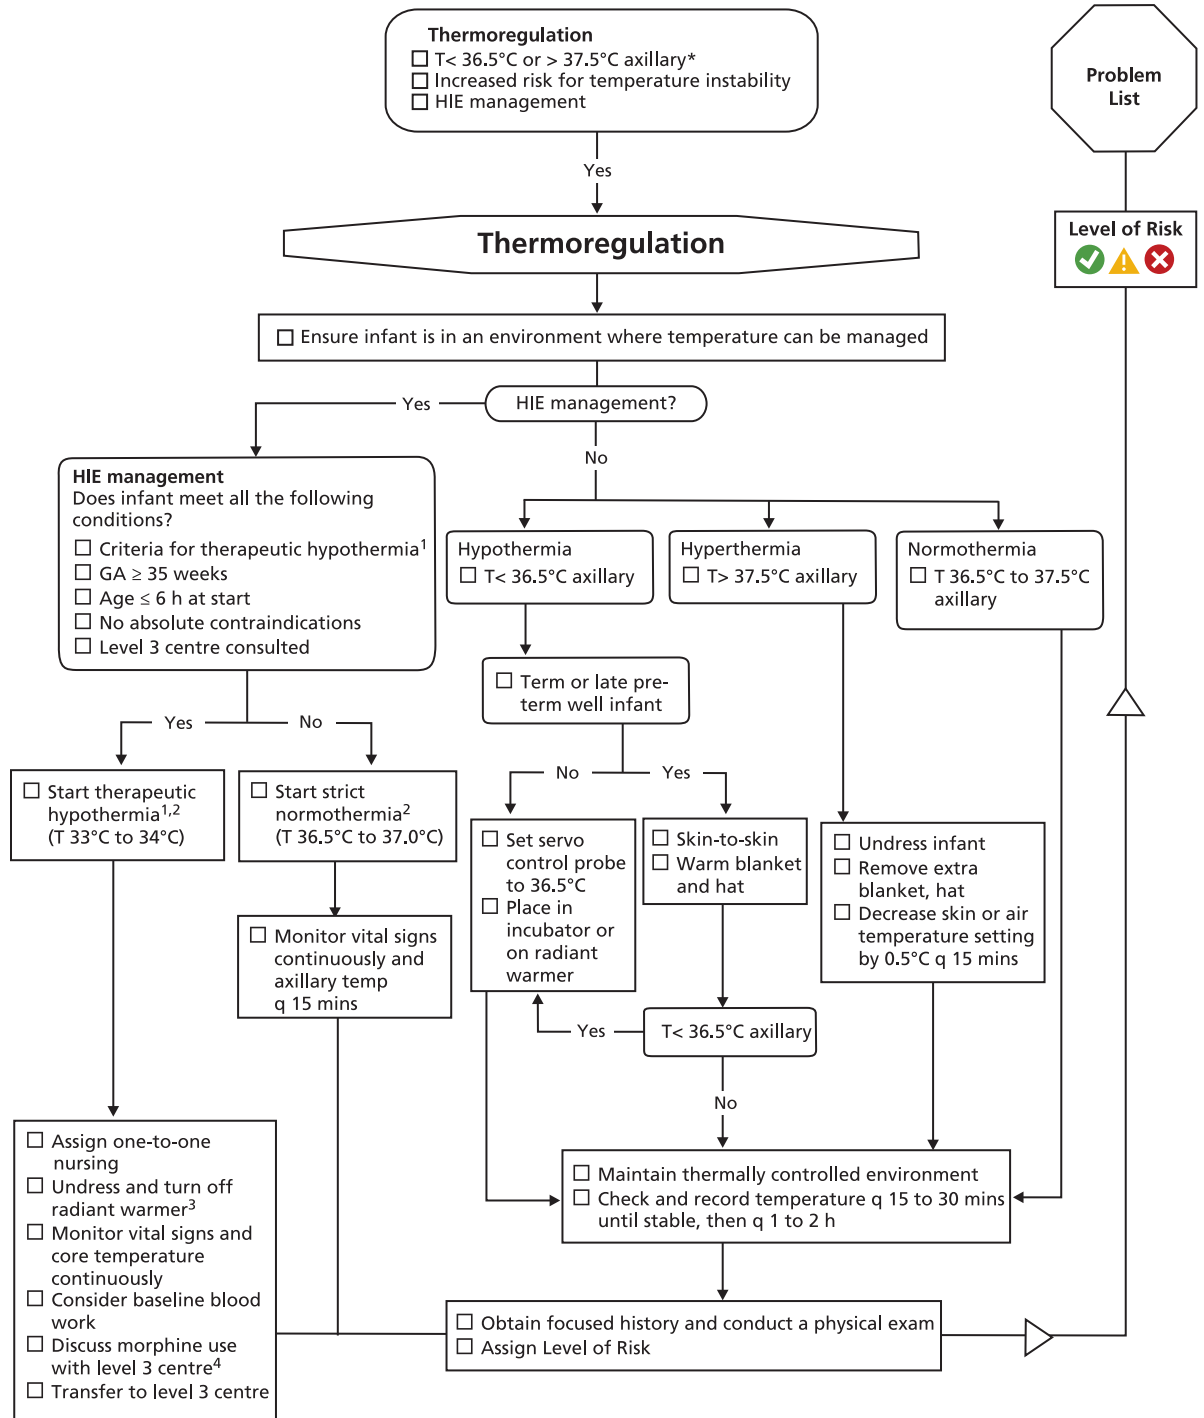 Thermoregulation
☐ T< 36.5°C or > 37.5°C axillary*
☐ Increased risk for temperature instability
☐ HIE management
Problem
List
Yes
Level of Risk
Thermoregulation
☐ Ensure infant is in an environment where temperature can be managed
HIE management?
Yes
No
HIE management
Does infant meet all the following
conditions?
☐ Criteria for therapeutic hypothermia¹
☐ GA ≥ 35 weeks
☐ Age ≤ 6 h at start
☐ No absolute contraindications
☐ Level 3 centre consulted
Hypothermia
☐ T< 36.5°C axillary
Hyperthermia
☐ T> 37.5°C axillary
Normothermia
☐ T 36.5°C to 37.5°C
axillary
☐ Term or late pre-
term well infant
Yes
No
No
Yes
☐ Start therapeutic
hypothermia¹,²
(T 33°C to 34°C)
☐ Start strict
normothermia²
(T 36.5°C to 37.0°C)
☐ Set servo
control probe
to 36.5°C
☐ Place in
incubator or
on radiant
warmer
☐ Skin-to-skin
☐ Warm blanket
and hat
☐ Undress infant
☐ Remove extra
blanket, hat
☐ Decrease skin or air
temperature setting
by 0.5°C q 15 mins
☐ Monitor vital signs
continuously and
axillary temp
q 15 mins
Yes
T< 36.5°C axillary
No
☐ Assign one-to-one
nursing
☐ Undress and turn off
radiant warmer³
☐ Monitor vital signs and
core temperature
continuously
☐ Consider baseline blood
work
☐ Discuss morphine use
with level 3 centre⁴
☐ Transfer to level 3 centre
☐ Maintain thermally controlled environment
☐ Check and record temperature q 15 to 30 mins
until stable, then q 1 to 2 h
☐ Obtain focused history and conduct a physical exam
☐ Assign Level of Risk